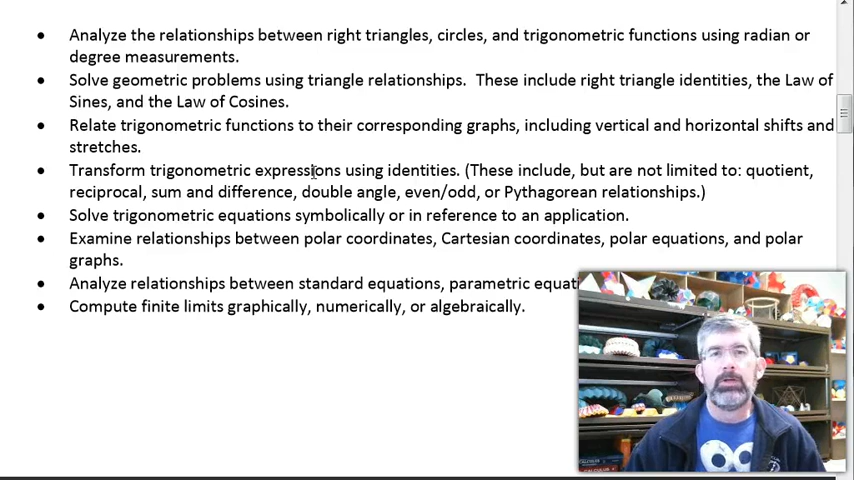 • Analyze the relationships between right triangles, circles, and trigonometric functions using radian or
degree measurements.
• Solve geometric problems using triangle relationships.  These include right triangle identities, the Law of
Sines, and the Law of Cosines.
• Relate trigonometric functions to their corresponding graphs, including vertical and horizontal shifts and
stretches.
• Transform trigonometric expressions using identities. (These include, but are not limited to: quotient,
reciprocal, sum and difference, double angle, even/odd, or Pythagorean relationships.)
• Solve trigonometric equations symbolically or in reference to an application.
• Examine relationships between polar coordinates, Cartesian coordinates, polar equations, and polar
graphs.
• Analyze relationships between standard equations, parametric
• Compute finite limits graphically, numerically, or algebraically.